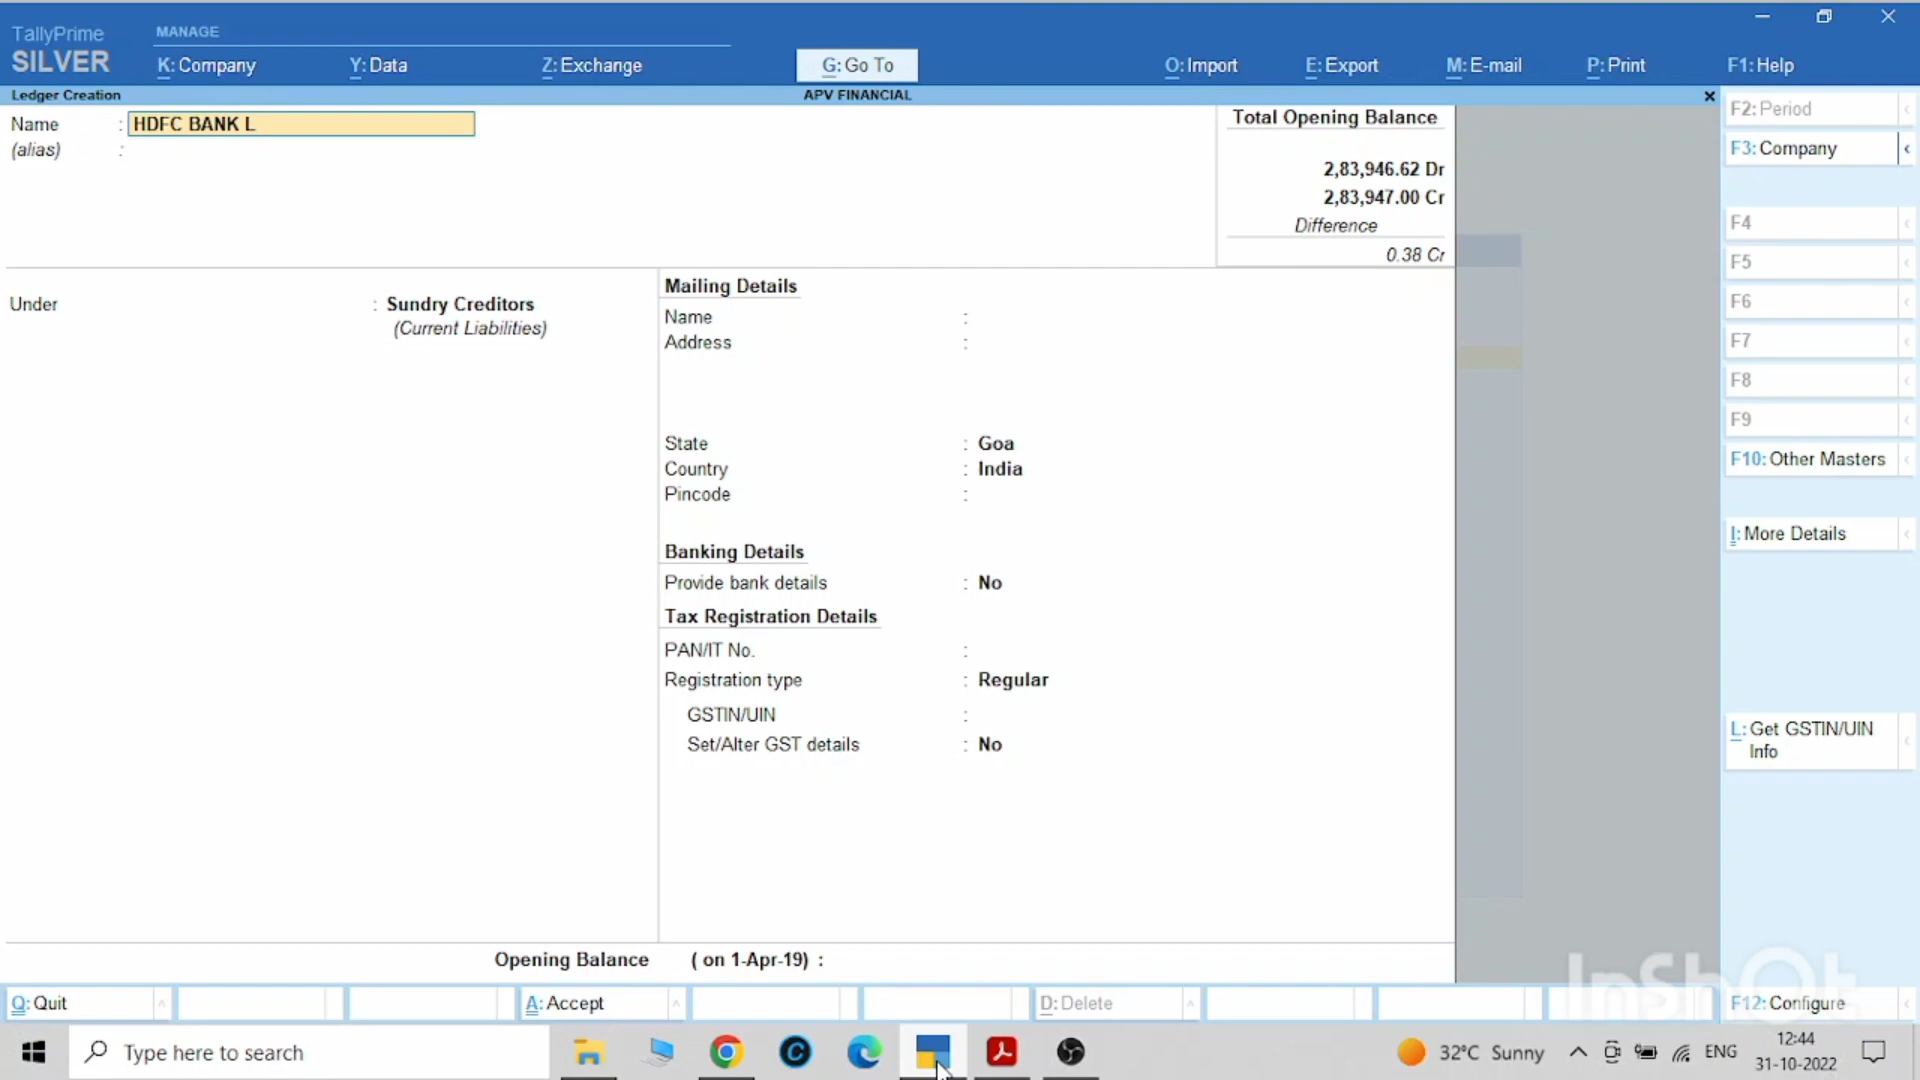 TallyPrime
SILVER
MANAGE
K: Company
Y: Data
Z: Exchange
G: Go To
O: Import
E: Export
M: E-mail
P: Print
F1: Help
Ledger Creation
APV FINANCIAL
Name : HDFC BANK L
(alias) :
Total Opening Balance
2,83,946.62 Dr
2,83,947.00 Cr
Difference
0.38 Cr
Under : Sundry Creditors
(Current Liabilities)
Mailing Details
Name :
Address :
State : Goa
Country : India
Pincode :
Banking Details
Provide bank details : No
Tax Registration Details
PAN/IT No. :
Registration type : Regular
GSTIN/UIN :
Set/Alter GST details : No
Opening Balance ( on 1-Apr-19) :
F2: Period
F3: Company
F4
F5
F6
F7
F8
F9
F10: Other Masters
I: More Details
L: Get GSTIN/UIN
Info
F12: Configure
InShOt
Q: Quit
A: Accept
D: Delete
Type here to search
32°C Sunny
ENG
12:44
31-10-2022